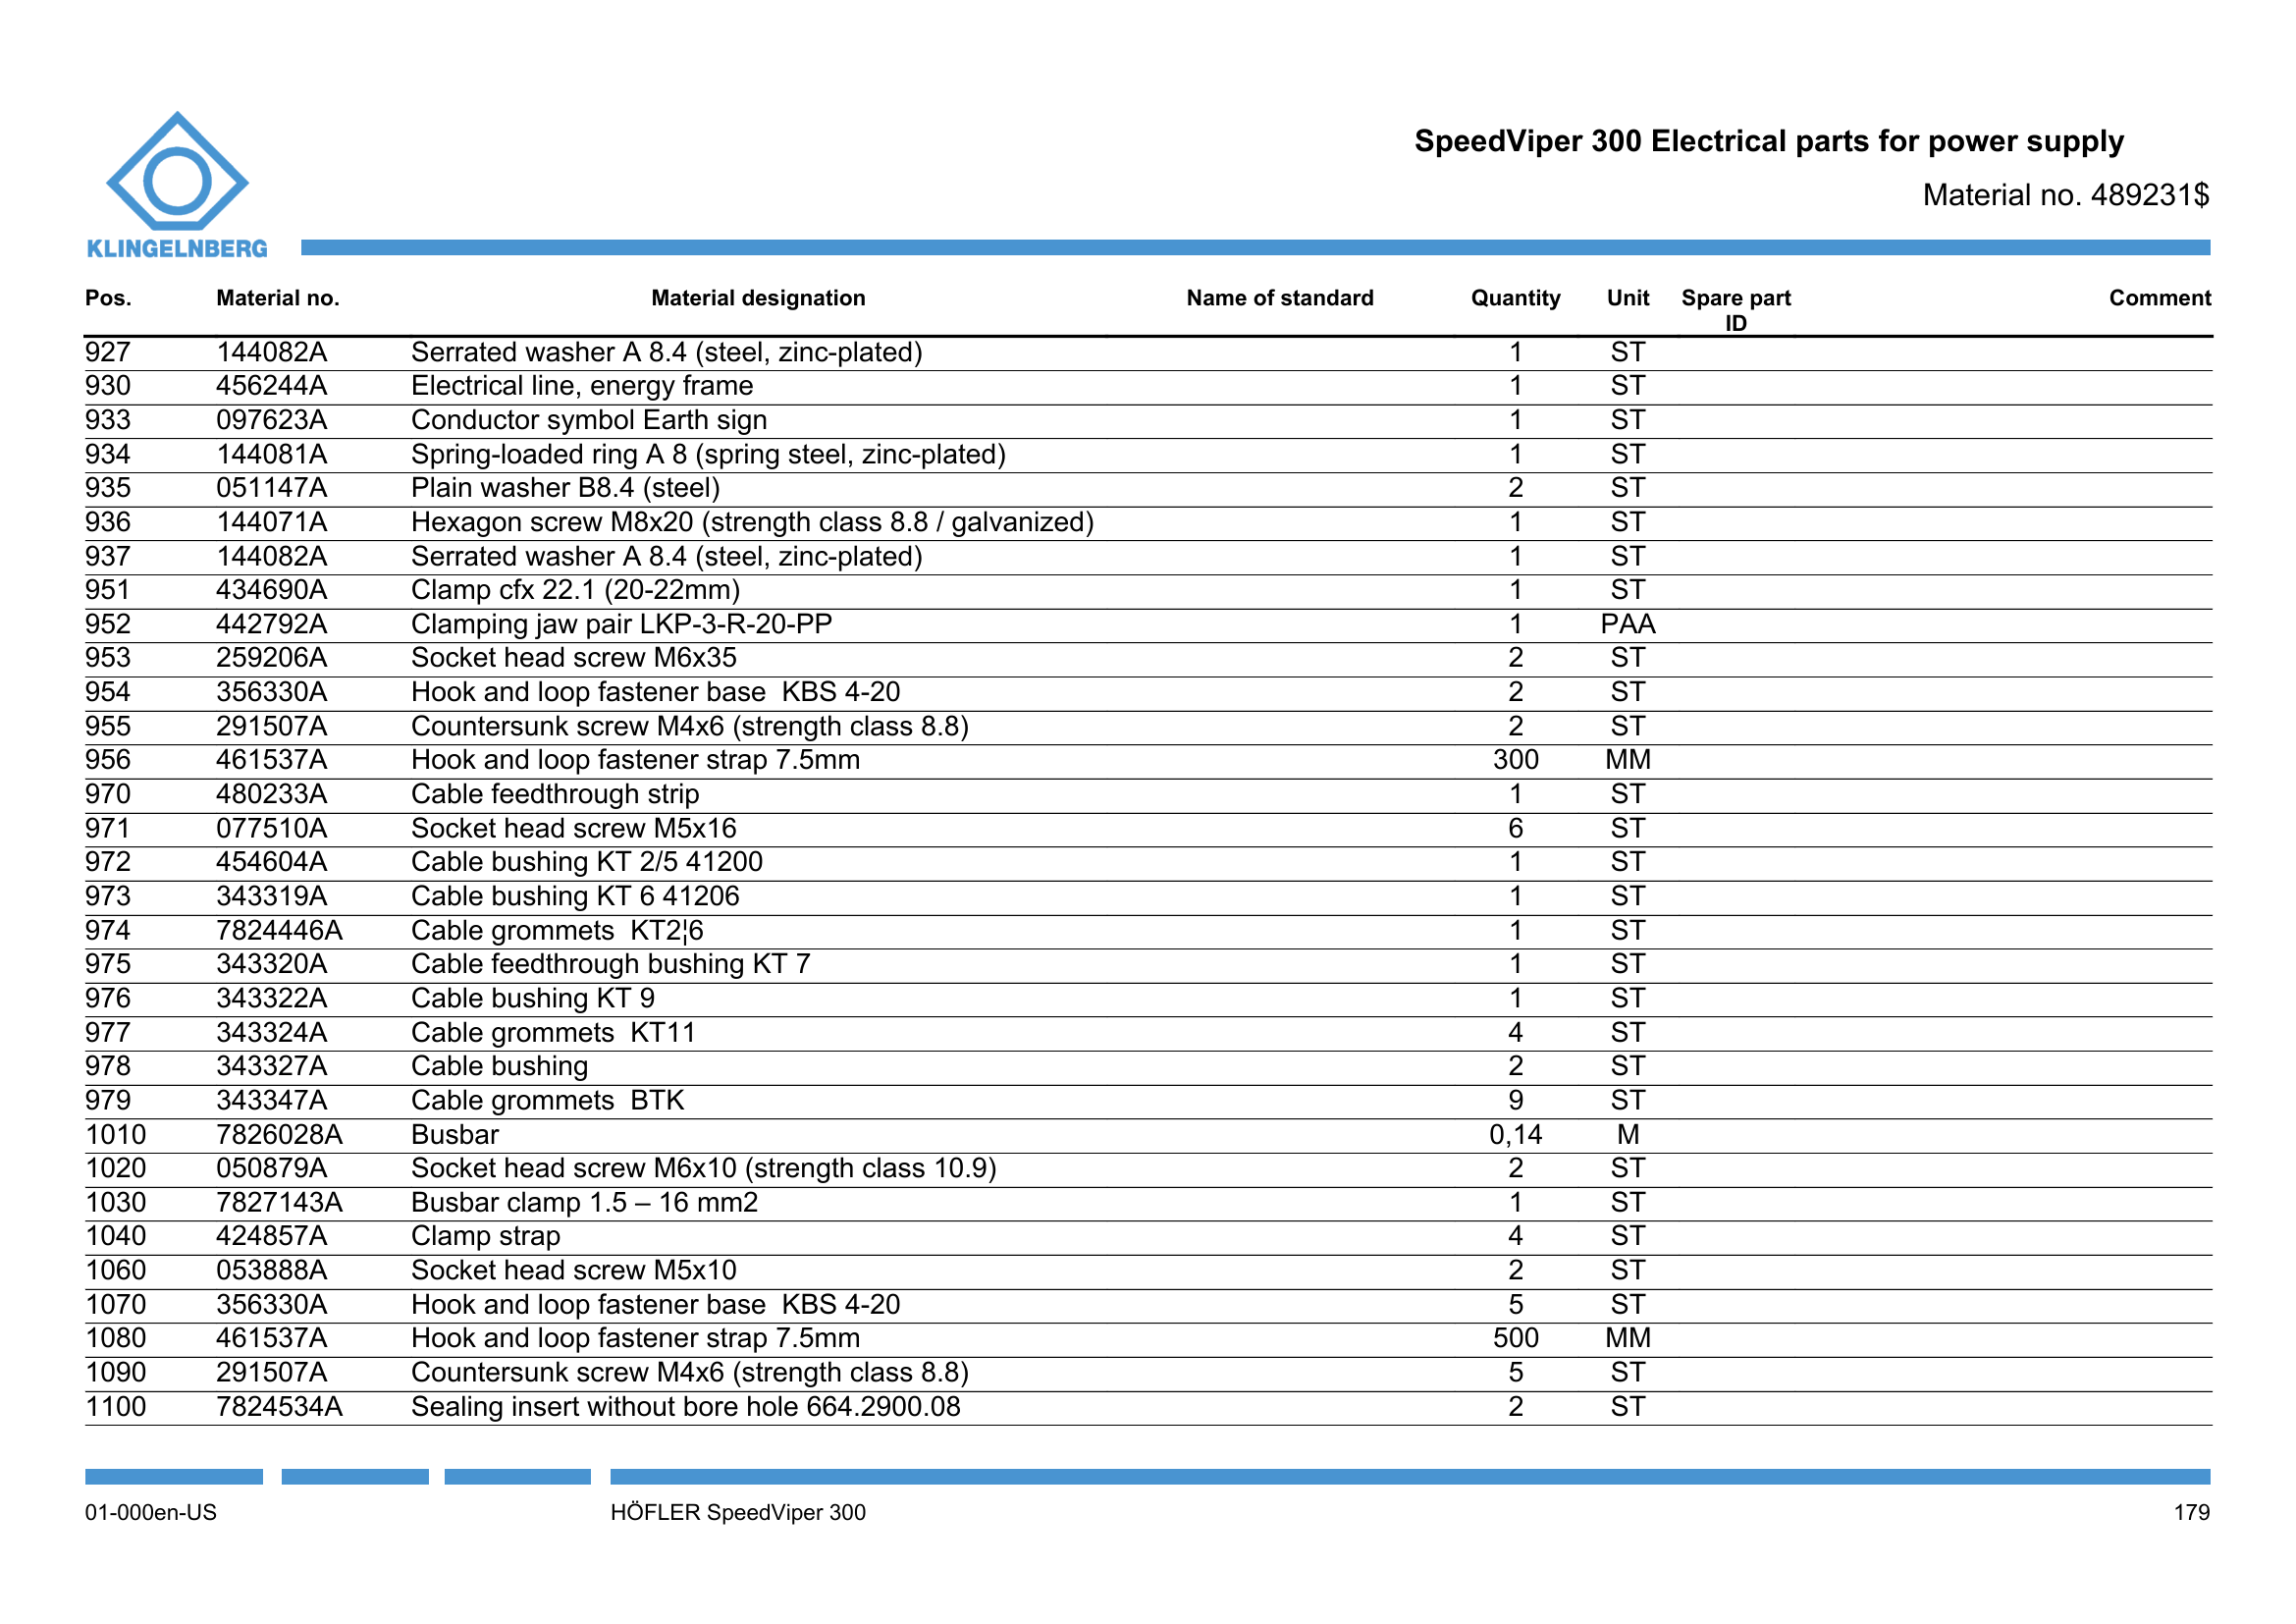 SpeedViper 300 Electrical parts for power supply
Material no. 489231$
KLINGELNBERG
Pos. Material no. Material designation Name of standard Quantity Unit Spare part ID Comment
927 144082A Serrated washer A 8.4 (steel, zinc-plated) 1 ST
930 456244A Electrical line, energy frame 1 ST
933 097623A Conductor symbol Earth sign 1 ST
934 144081A Spring-loaded ring A 8 (spring steel, zinc-plated) 1 ST
935 051147A Plain washer B8.4 (steel) 2 ST
936 144071A Hexagon screw M8x20 (strength class 8.8 / galvanized) 1 ST
937 144082A Serrated washer A 8.4 (steel, zinc-plated) 1 ST
951 434690A Clamp cfx 22.1 (20-22mm) 1 ST
952 442792A Clamping jaw pair LKP-3-R-20-PP 1 PAA
953 259206A Socket head screw M6x35 2 ST
954 356330A Hook and loop fastener base  KBS 4-20 2 ST
955 291507A Countersunk screw M4x6 (strength class 8.8) 2 ST
956 461537A Hook and loop fastener strap 7.5mm 300 MM
970 480233A Cable feedthrough strip 1 ST
971 077510A Socket head screw M5x16 6 ST
972 454604A Cable bushing KT 2/5 41200 1 ST
973 343319A Cable bushing KT 6 41206 1 ST
974 7824446A Cable grommets  KT2¦6 1 ST
975 343320A Cable feedthrough bushing KT 7 1 ST
976 343322A Cable bushing KT 9 1 ST
977 343324A Cable grommets  KT11 4 ST
978 343327A Cable bushing 2 ST
979 343347A Cable grommets  BTK 9 ST
1010 7826028A Busbar 0,14 M
1020 050879A Socket head screw M6x10 (strength class 10.9) 2 ST
1030 7827143A Busbar clamp 1.5 – 16 mm2 1 ST
1040 424857A Clamp strap 4 ST
1060 053888A Socket head screw M5x10 2 ST
1070 356330A Hook and loop fastener base  KBS 4-20 5 ST
1080 461537A Hook and loop fastener strap 7.5mm 500 MM
1090 291507A Countersunk screw M4x6 (strength class 8.8) 5 ST
1100 7824534A Sealing insert without bore hole 664.2900.08 2 ST
01-000en-US HÖFLER SpeedViper 300 179